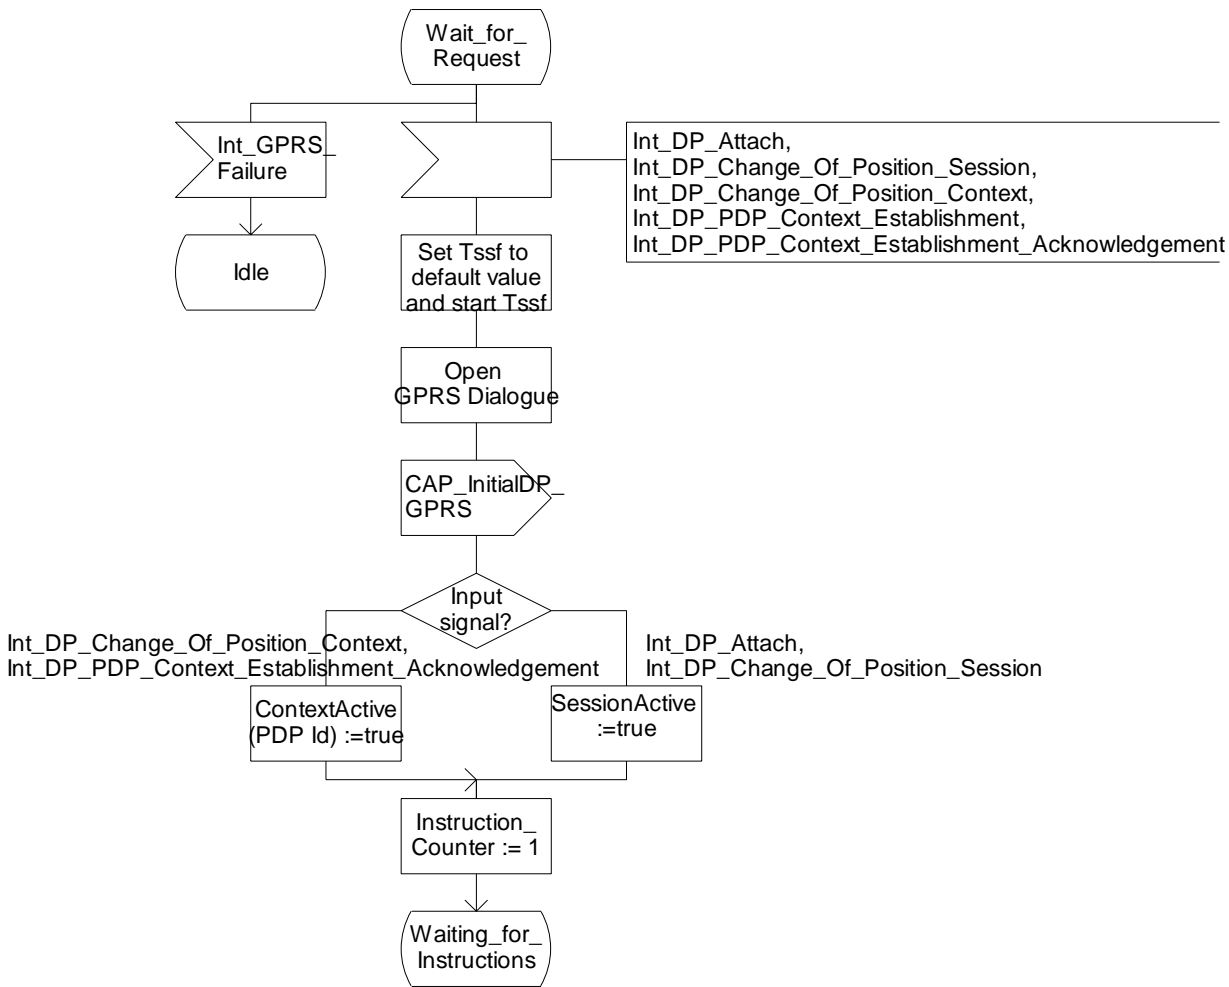 Wait_for_
Request
Int_GPRS_
Failure
Int_DP_Attach,
Int_DP_Change_Of_Position_Session,
Int_DP_Change_Of_Position_Context,
Int_DP_PDP_Context_Establishment,
Int_DP_PDP_Context_Establishment_Acknowledgement
Idle
Set Tssf to
default value
and start Tssf
Open
GPRS Dialogue
CAP_InitialDP_
GPRS
Input
signal?
Int_DP_Change_Of_Position_Context,
Int_DP_PDP_Context_Establishment_Acknowledgement
Int_DP_Attach,
Int_DP_Change_Of_Position_Session
ContextActive
(PDP Id) :=true
SessionActive
:=true
Instruction_
Counter := 1
Waiting_for_
Instructions